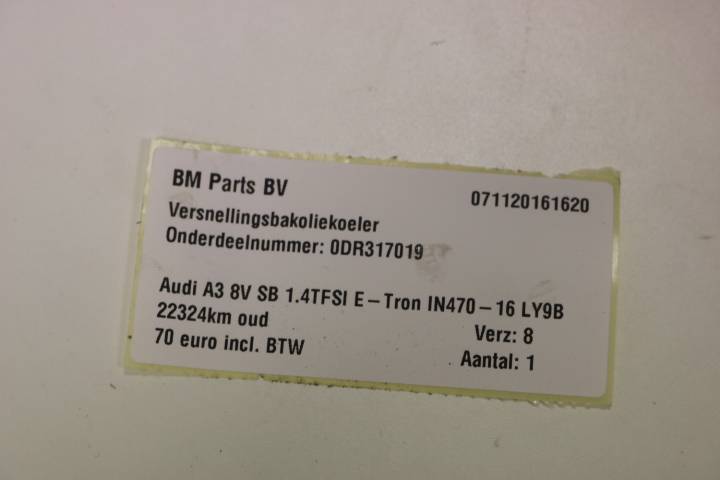 BM Parts BV 071120161620
Versnellingsbakoliekoeler
Onderdeelnummer: 0DR317019
Audi A3 8V SB 1.4TFSI E-Tron IN470-16 LY9B
22324km oud Verz: 8
70 euro incl. BTW Aantal: 1